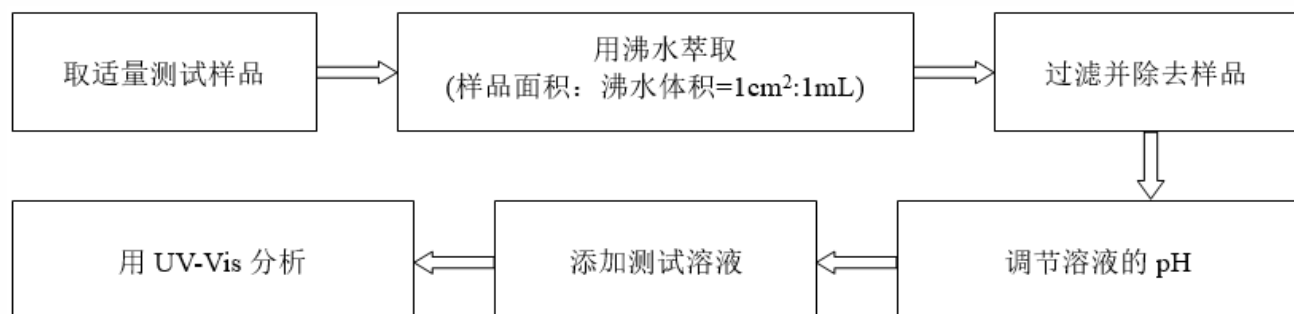 取适量测试样品
用沸水萃取
(样品面积：沸水体积=1cm²:1mL)
过滤并除去样品
调节溶液的 pH
添加测试溶液
用 UV-Vis 分析